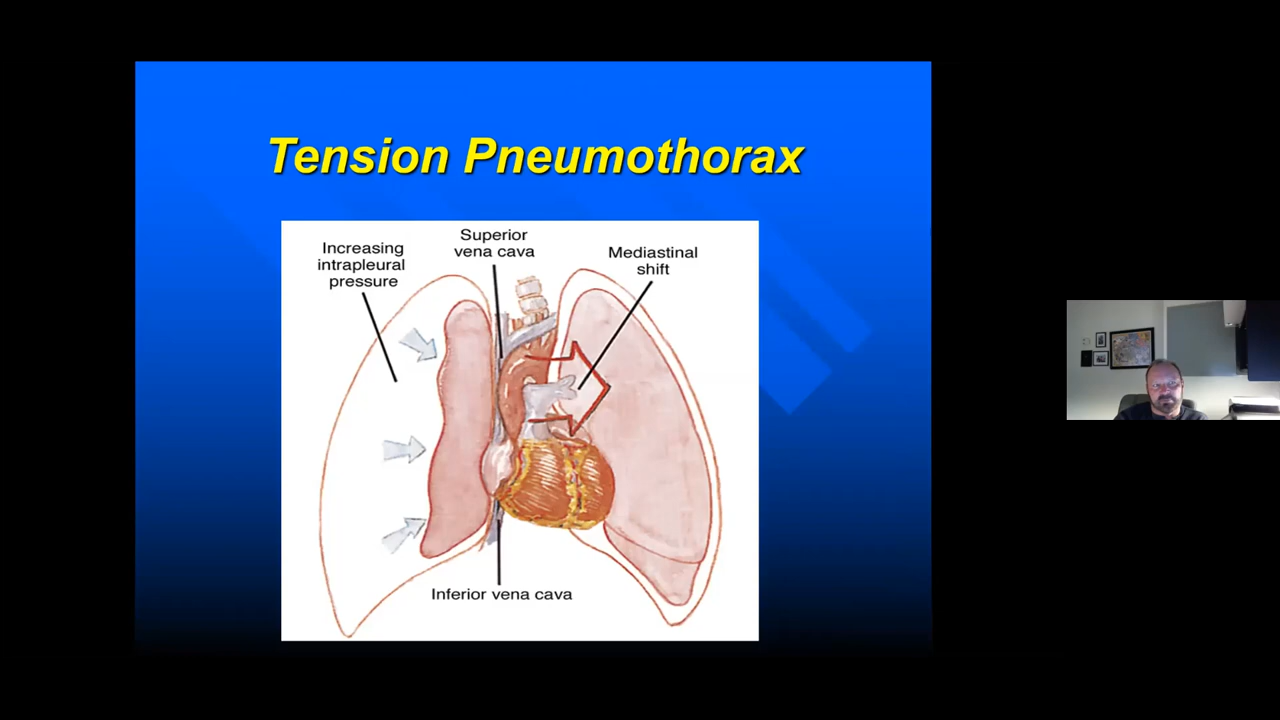 Tension Pneumothorax
Increasing
intrapleural
pressure
Superior
vena cava
Mediastinal
shift
Inferior vena cava